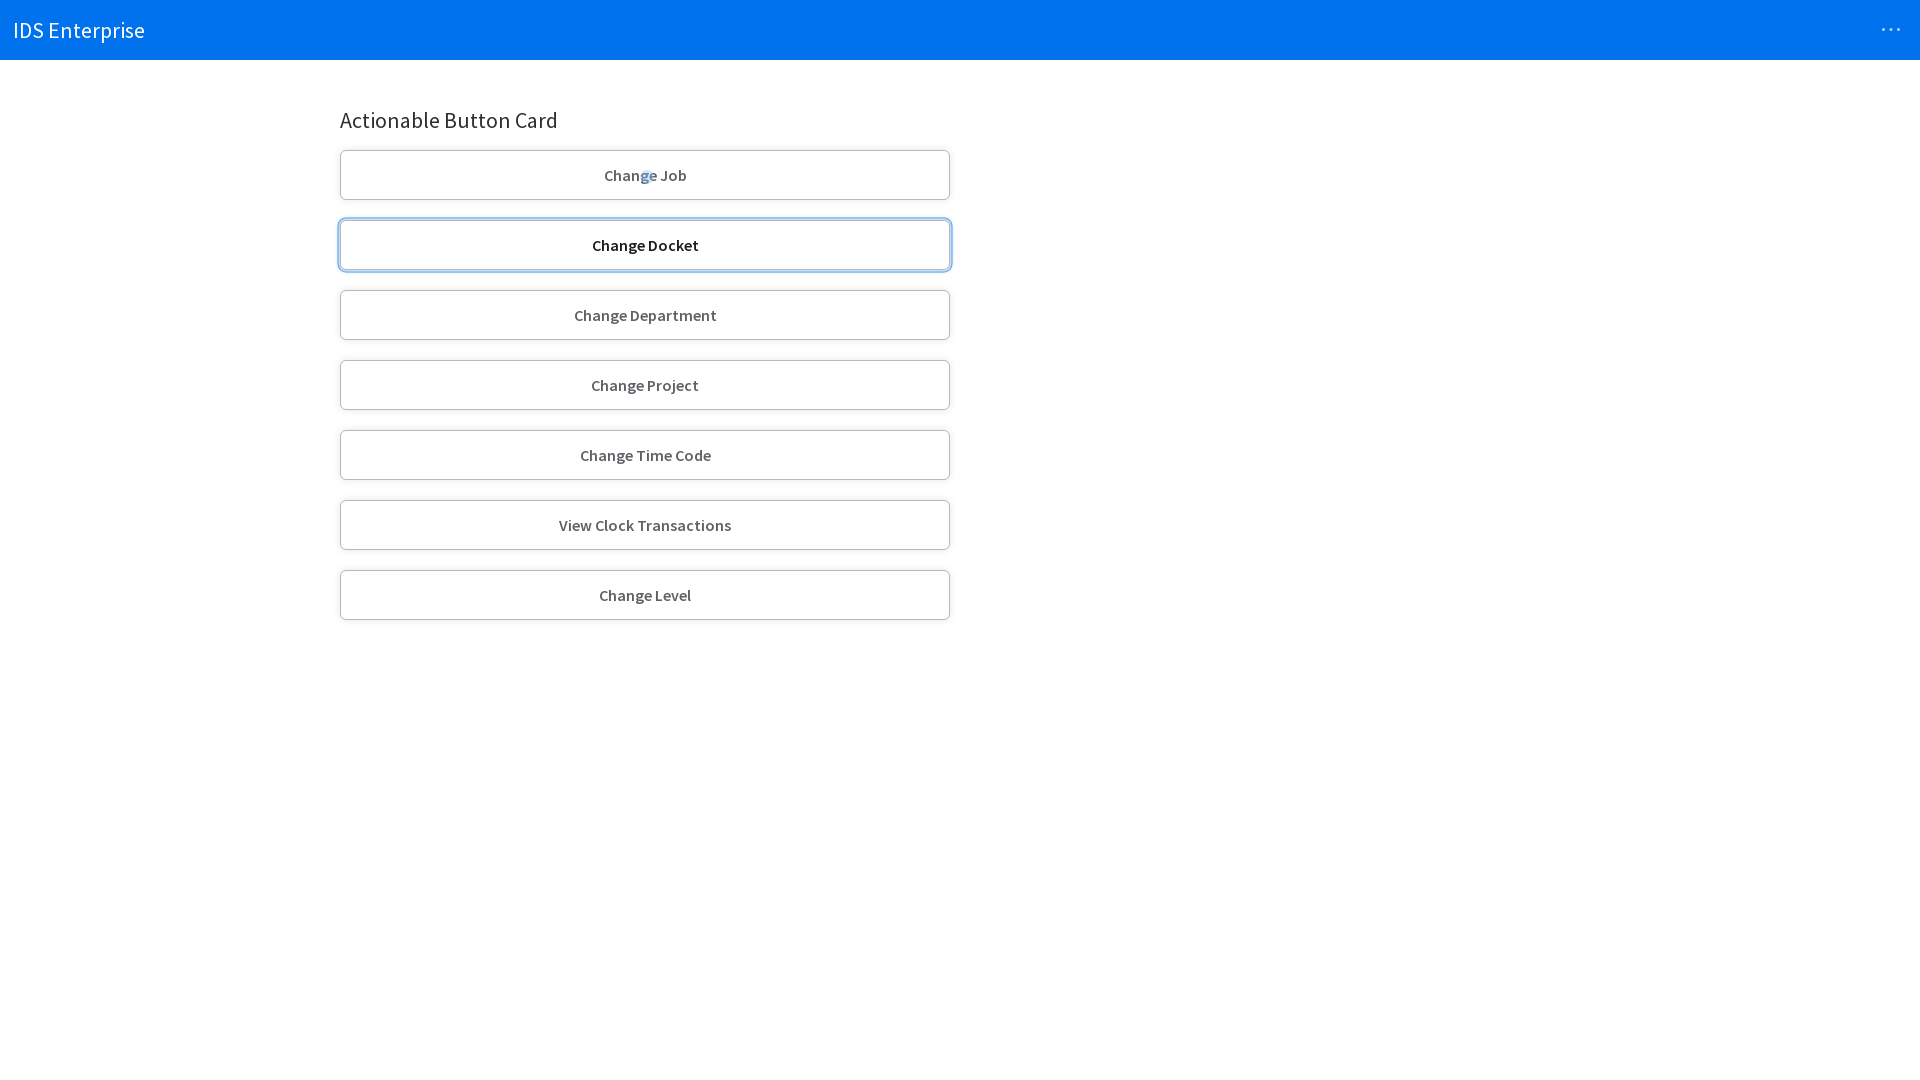 IDS Enterprise
Actionable Button Card
Change Job
Change Docket
Change Department
Change Project
Change Time Code
View Clock Transactions
Change Level